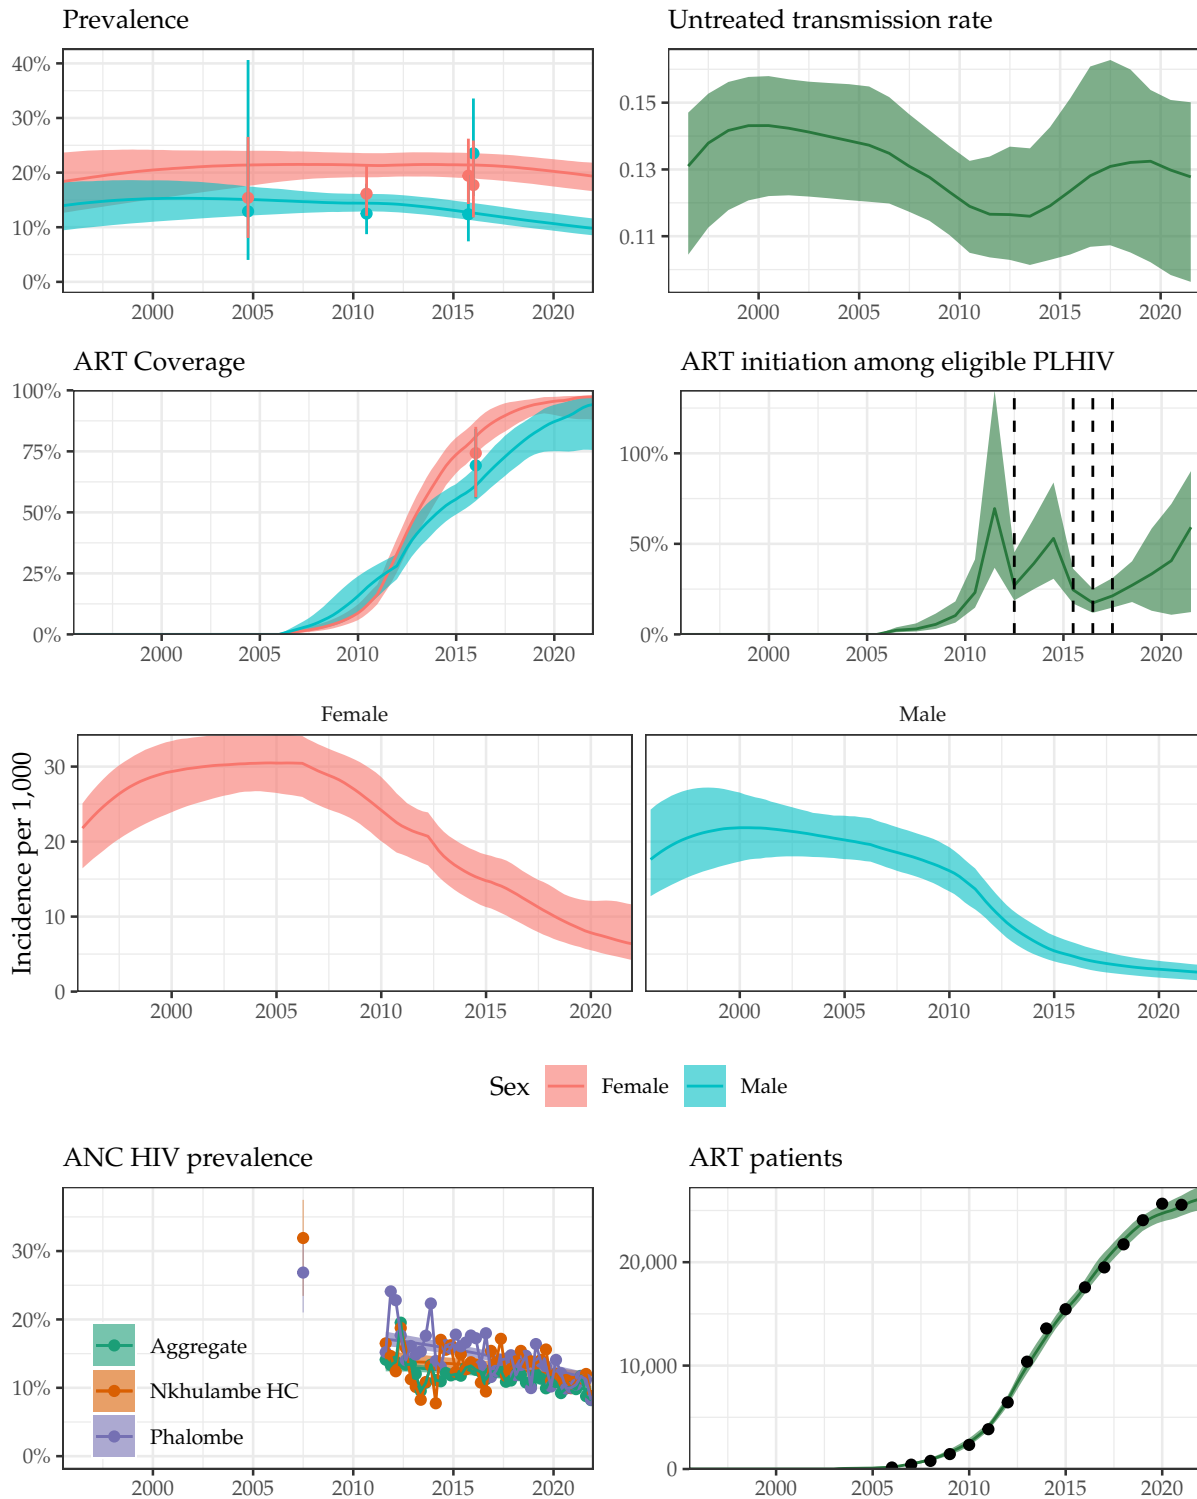 Prevalence
Untreated transmission rate
40%
30%
20%
10%
0%
2000 2005 2010 2015 2020
0.15
0.13
0.11
2000 2005 2010 2015 2020
ART Coverage
ART initiation among eligible PLHIV
100%
75%
50%
25%
0%
2000 2005 2010 2015 2020
100%
50%
0%
2000 2005 2010 2015 2020
Female
Male
Incidence per 1,000
30
20
10
0
2000 2005 2010 2015 2020
2000 2005 2010 2015 2020
Sex Female Male
ANC HIV prevalence
ART patients
30%
20%
10%
0%
Aggregate
Nkhulambe HC
Phalombe
2000 2005 2010 2015 2020
20,000
10,000
0
2000 2005 2010 2015 2020